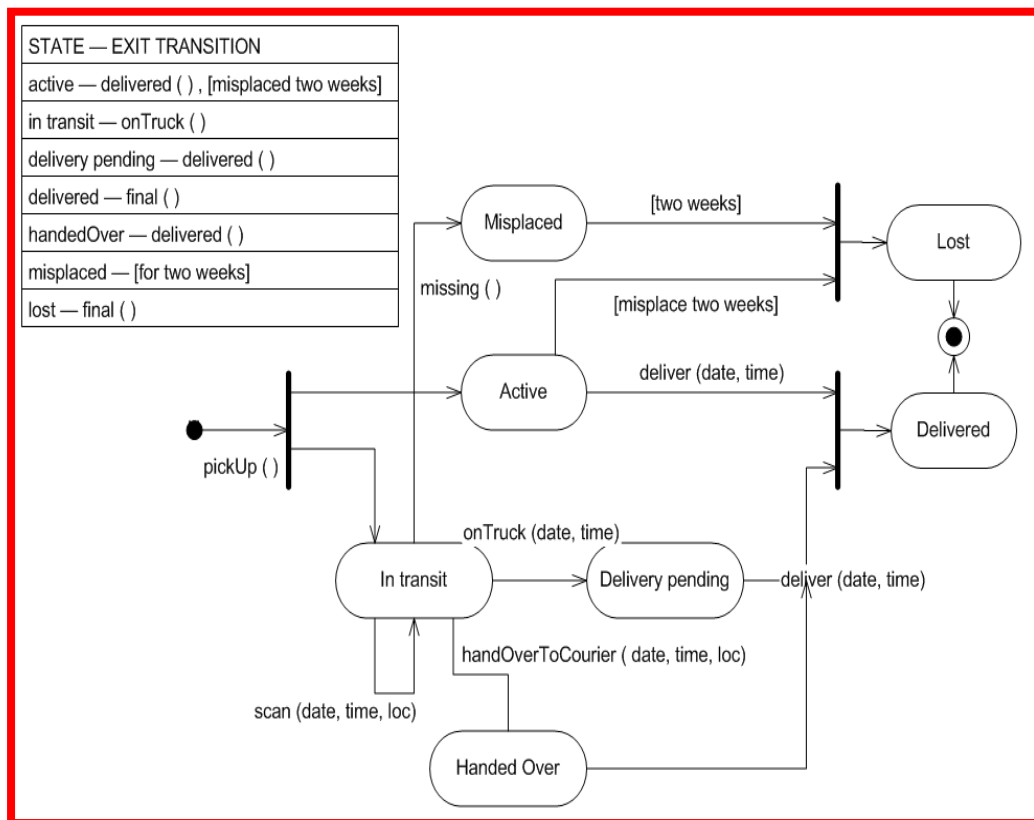 STATE — EXIT TRANSITION
active — delivered ( ) , [misplaced two weeks]
in transit — onTruck ( )
delivery pending — delivered ( )
delivered — final ( )
handedOver — delivered ( )
misplaced — [for two weeks]
lost — final ( )
Misplaced
[two weeks]
Lost
missing ( )
[misplace two weeks]
Active
deliver (date, time)
Delivered
pickUp ( )
onTruck (date, time)
In transit
Delivery pending
deliver (date, time)
handOverToCourier ( date, time, loc)
scan (date, time, loc)
Handed Over